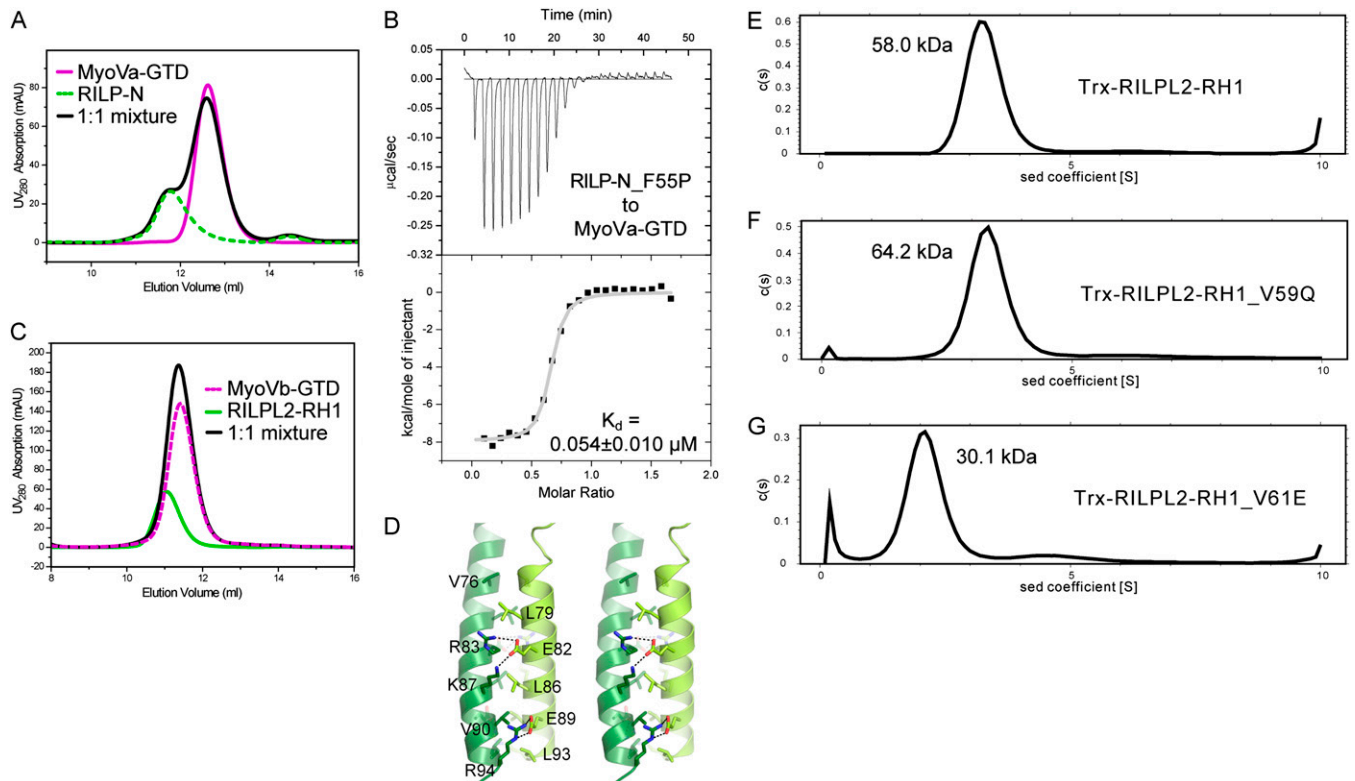 A
MyoVa-GTD
RILP-N
1:1 mixture
UV280 Absorption (mAU)
80
60
40
20
0
10
12
14
16
Elution Volume (ml)
B
Time (min)
0 10 20 30 40 50
0.05
0.00
-0.05
-0.10
-0.15
-0.20
-0.25
-0.32
µcal/sec
RILP-N_F55P
to
MyoVa-GTD
0
-2
-4
-6
-8
kcal/mole of injectant
Kd =
0.054±0.010 µM
0.0 0.5 1.0 1.5 2.0
Molar Ratio
C
MyoVb-GTD
RILPL2-RH1
1:1 mixture
UV280 Absorption (mAU)
200
180
160
140
120
100
80
60
40
20
0
8 10 12 14 16
Elution Volume (ml)
D
V76
L79
R83
E82
K87
L86
V90
E89
L93
R94
E
58.0 kDa
Trx-RILPL2-RH1
c(s)
0.6
0.4
0.2
0
0 5 10
sed coefficient [S]
F
64.2 kDa
Trx-RILPL2-RH1_V59Q
c(s)
0.5
0.4
0.3
0.2
0.1
0
0 5 10
sed coefficient [S]
G
30.1 kDa
Trx-RILPL2-RH1_V61E
c(s)
0.3
0.2
0.1
0
0 5 10
sed coefficient [S]